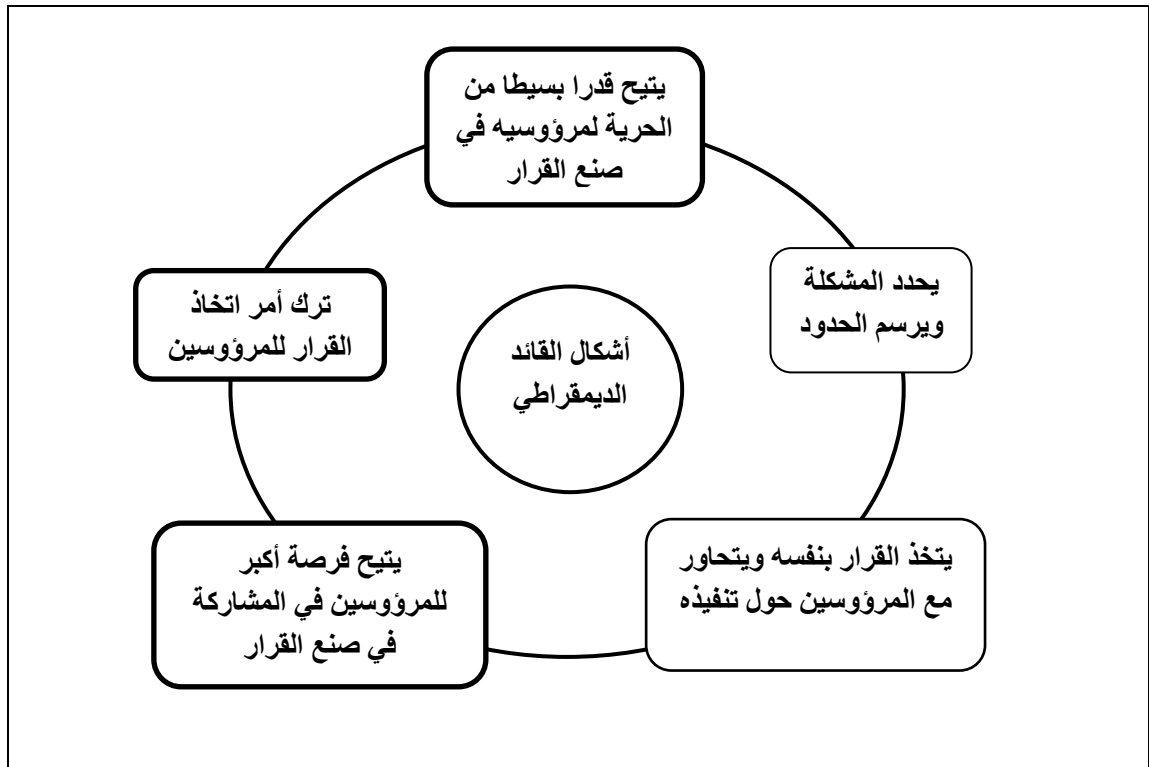 يتيح قدرا بسيطا من
الحرية لمرؤوسيه في
صنع القرار
يحدد المشكلة
ويرسم الحدود
ترك أمر اتخاذ
القرار للمرؤوسين
أشكال القائد
الديمقراطي
يتخذ القرار بنفسه ويتحاور
مع المرؤوسين حول تنفيذه
يتيح فرصة أكبر
للمرؤوسين في المشاركة
في صنع القرار